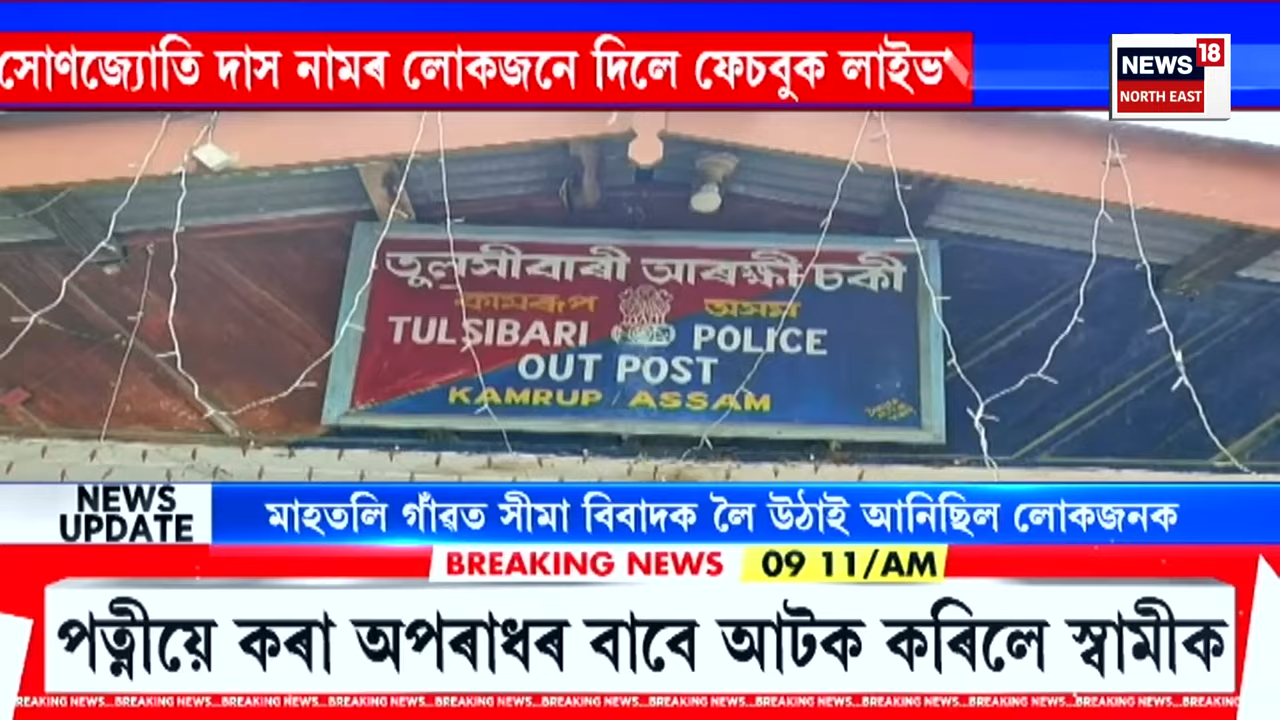 সোণজ্যোতি দাস নামৰ লোকজনে দিলে ফেচবুক লাইভ
NEWS 18
NORTH EAST
তুলসীবাৰী আৰক্ষী চকী
কামৰূপ অসম
TULSIBARI POLICE
OUT POST
KAMRUP / ASSAM
NEWS UPDATE
মাহতলি গাঁৱত সীমা বিবাদক লৈ উঠাই আনিছিল লোকজনক
BREAKING NEWS 09 11/AM
পত্নীয়ে কৰা অপৰাধৰ বাবে আটক কৰিলে স্বামীক
BREAKING NEWS...BREAKING NEWS...BREAKING NEWS...BREAKING NEWS...BREAKING NEWS...BREAKING NEWS...BREAKING NEWS...BREAKING NEWS...BREAKING NEWS...BREAKING NEWS...BREAKING NEWS...BREAKING NEWS